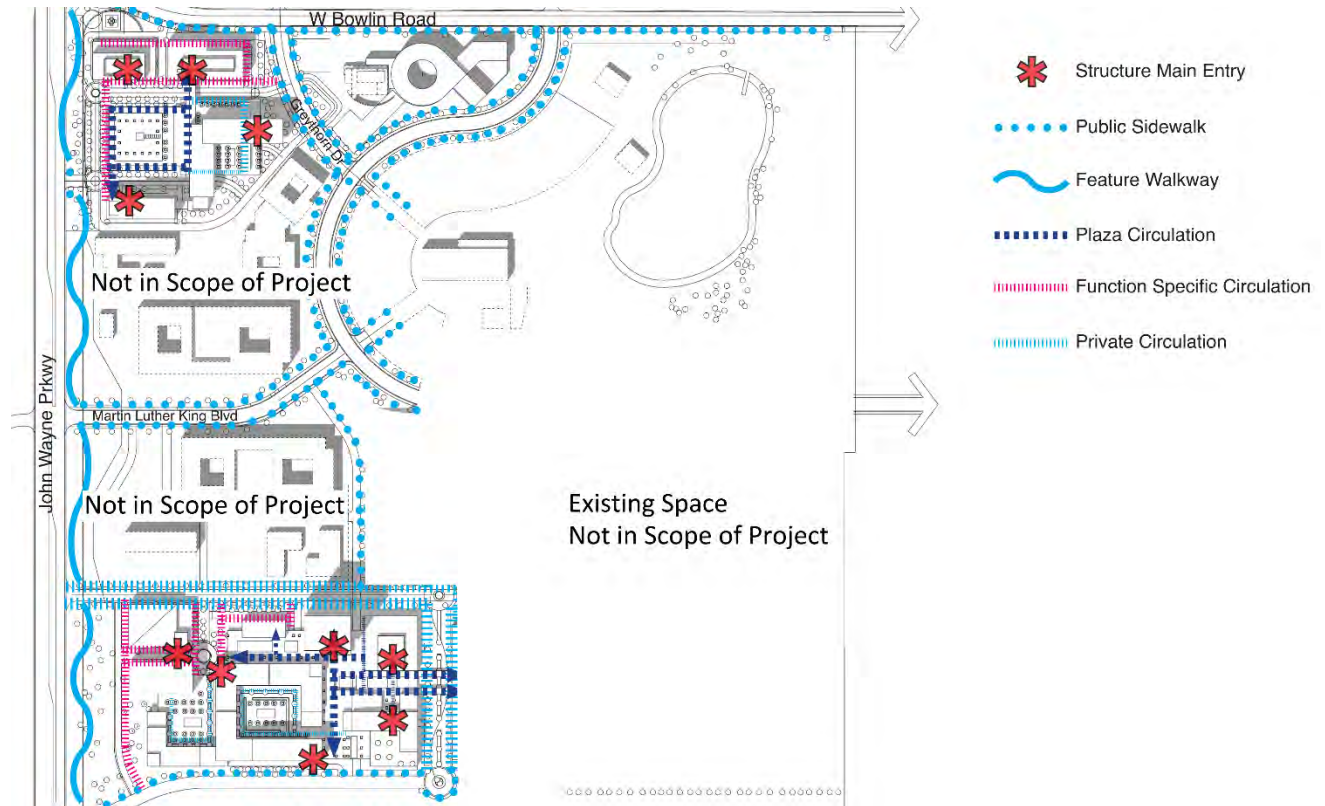 W Bowlin Road
Structure Main Entry
Public Sidewalk
Greythorn Dr
Feature Walkway
Plaza Circulation
Not in Scope of Project
Function Specific Circulation
Private Circulation
John Wayne Prkwy
Martin Luther King Blvd
Not in Scope of Project
Existing Space
Not in Scope of Project